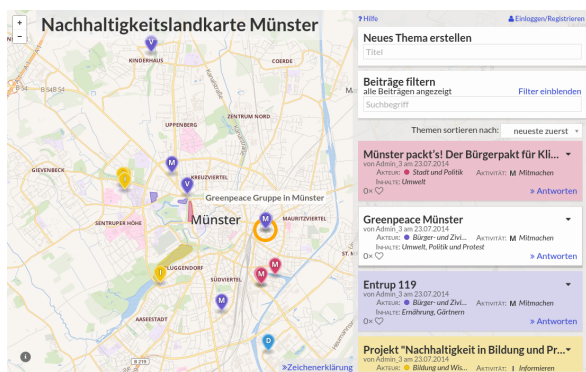 +
−
Nachhaltigkeitslandkarte Münster
V
KINDERHAUS
COERDE
B 54
B 54
Kanalstraße
Kanalstraße
ZENTRUM NORD
UPPENBERG
GIEVENBECK
M
KREUZVIERTEL
V
Greenpeace Gruppe in Münster
Münster
M
MAURITZVIERTEL
SENTRUPER HÖHE
M
M
SÜDVIERTEL
M
AASEESTADT
D
B 219
i
»Zeichenerklärung
? Hilfe
Einloggen/Registrieren
Neues Thema erstellen
Titel
Beiträge filtern
alle Beiträgen angezeigt
Filter einblenden
Suchbegriff
Themen sortieren nach: neueste zuerst
Münster packt's! Der Bürgerpakt für Kli...
von Admin_3 am 23.07.2014
AKTEUR: Stadt und Politik AKTIVITÄT: M Mitmachen
INHALTE: Umwelt
0× ♡ » Antworten
Greenpeace Münster
von Admin_3 am 23.07.2014
AKTEUR: Bürger- und Zivi... AKTIVITÄT: M Mitmachen
INHALTE: Umwelt, Politik und Protest
0× ♡ » Antworten
Entrup 119
von Admin_3 am 23.07.2014
AKTEUR: Bürger- und Zivi... AKTIVITÄT: M Mitmachen
INHALTE: Ernährung, Gärtnern
0× ♡ » Antworten
Projekt "Nachhaltigkeit in Bildung und Pr...
von Admin_3 am 23.07.2014
AKTEUR: Bildung und Wis... AKTIVITÄT: I Informieren